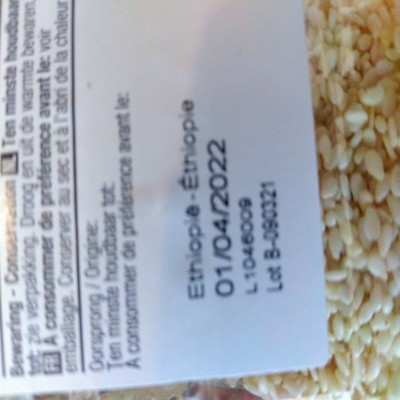 Bewaring - Conservation NL Ten minste houdbaar
tot: zie verpakking. Droog en uit de warmte bewaren.
FR À consommer de préférence avant le: voir
emballage. Conserver au sec et à l'abri de la chaleur
Oorsprong / Origine:
Ten minste houdbaar tot:
À consommer de préférence avant le:
Ethiopië - Éthiopie
01/04/2022
L1046009
Lot B-090321